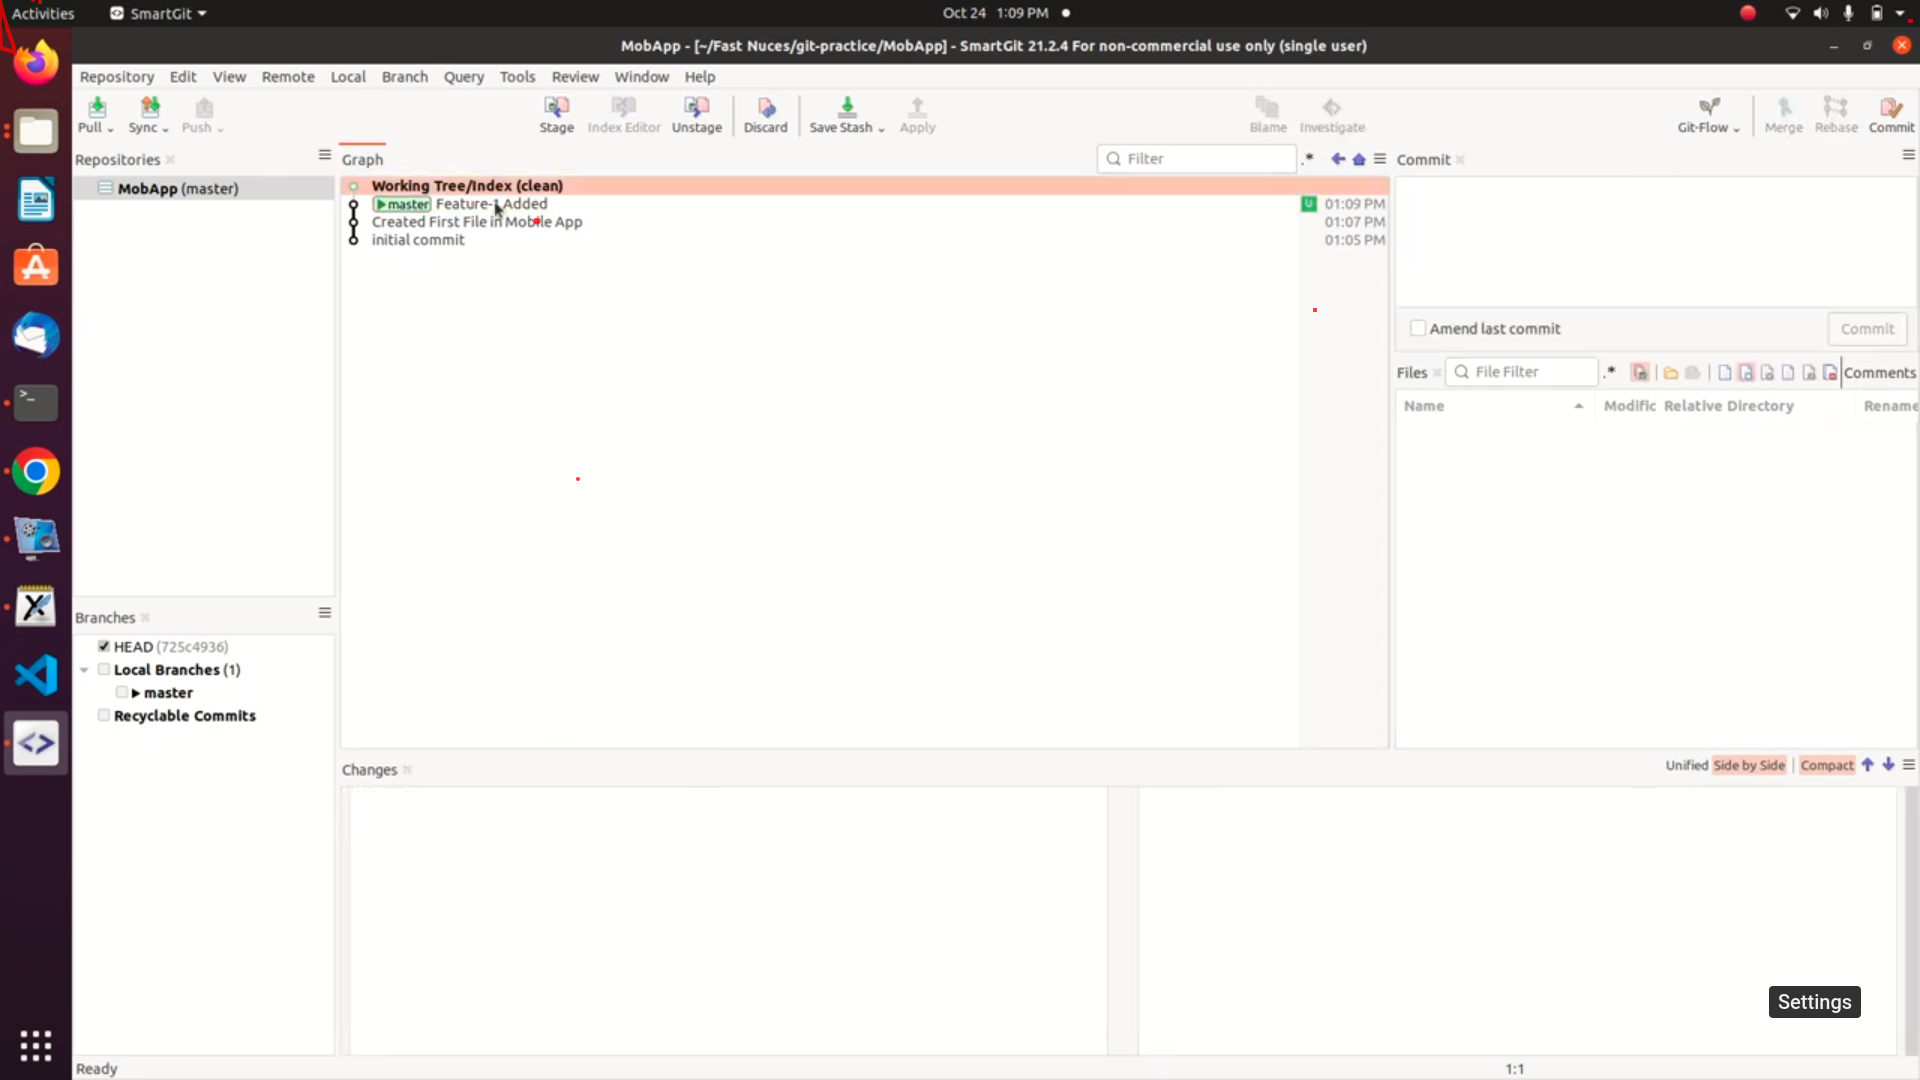 Activities SmartGit Oct 24 1:09 PM
MobApp - [~/Fast Nuces/git-practice/MobApp] - SmartGit 21.2.4 For non-commercial use only (single user)
Repository Edit View Remote Local Branch Query Tools Review Window Help
Pull Sync Push Stage Index Editor Unstage Discard Save Stash Apply Blame Investigate Git-Flow Merge Rebase Commit
Repositories
MobApp (master)
Graph Filter .*
Working Tree/Index (clean)
master Feature-1 Added U 01:09 PM
Created First File in Mobile App 01:07 PM
initial commit 01:05 PM
Commit
Amend last commit Commit
Files File Filter .* Comments
Name Modific Relative Directory Rename
Branches
HEAD (725c4936)
Local Branches (1)
master
Recyclable Commits
Changes Unified Side by Side | Compact
Settings
Ready 1:1